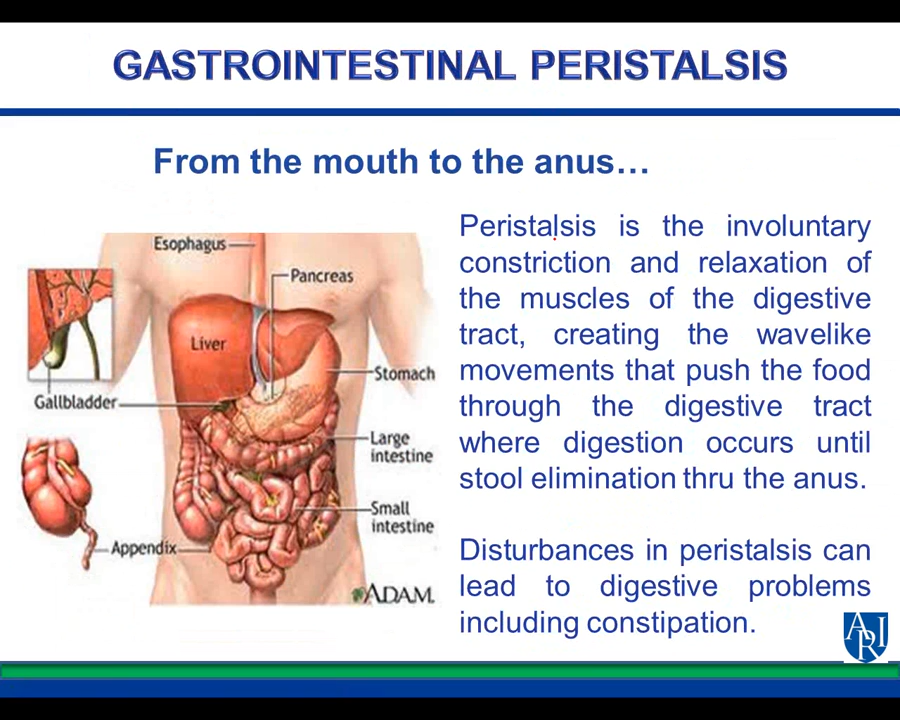 GASTROINTESTINAL PERISTALSIS
From the mouth to the anus…
Esophagus
Pancreas
Liver
Stomach
Gallbladder
Large
intestine
Small
intestine
Appendix
ADAM.
Peristalsis is the involuntary
constriction and relaxation of
the muscles of the digestive
tract, creating the wavelike
movements that push the food
through the digestive tract
where digestion occurs until
stool elimination thru the anus.
Disturbances in peristalsis can
lead to digestive problems
including constipation.
ADRI